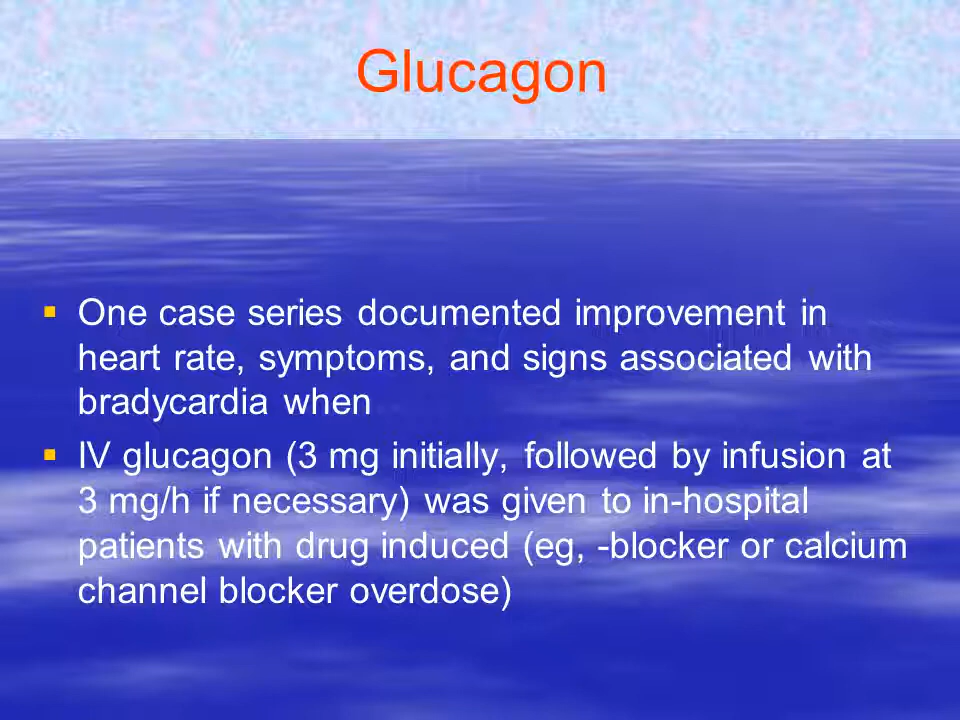 Glucagon
▪ One case series documented improvement in
heart rate, symptoms, and signs associated with
bradycardia when
▪ IV glucagon (3 mg initially, followed by infusion at
3 mg/h if necessary) was given to in-hospital
patients with drug induced (eg, -blocker or calcium
channel blocker overdose)